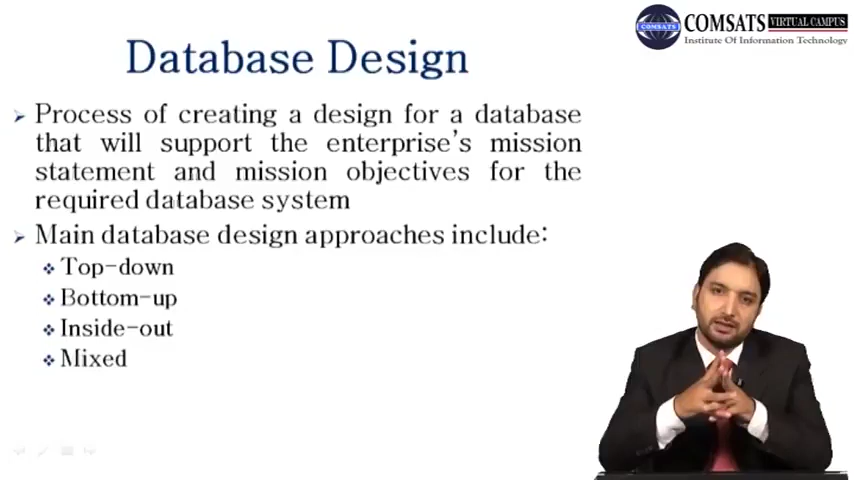 COMSATS VIRTUAL CAMPUS
Institute Of Information Technology
COMSATS
Database Design
Process of creating a design for a database
that will support the enterprise's mission
statement and mission objectives for the
required database system
Main database design approaches include:
Top-down
Bottom-up
Inside-out
Mixed